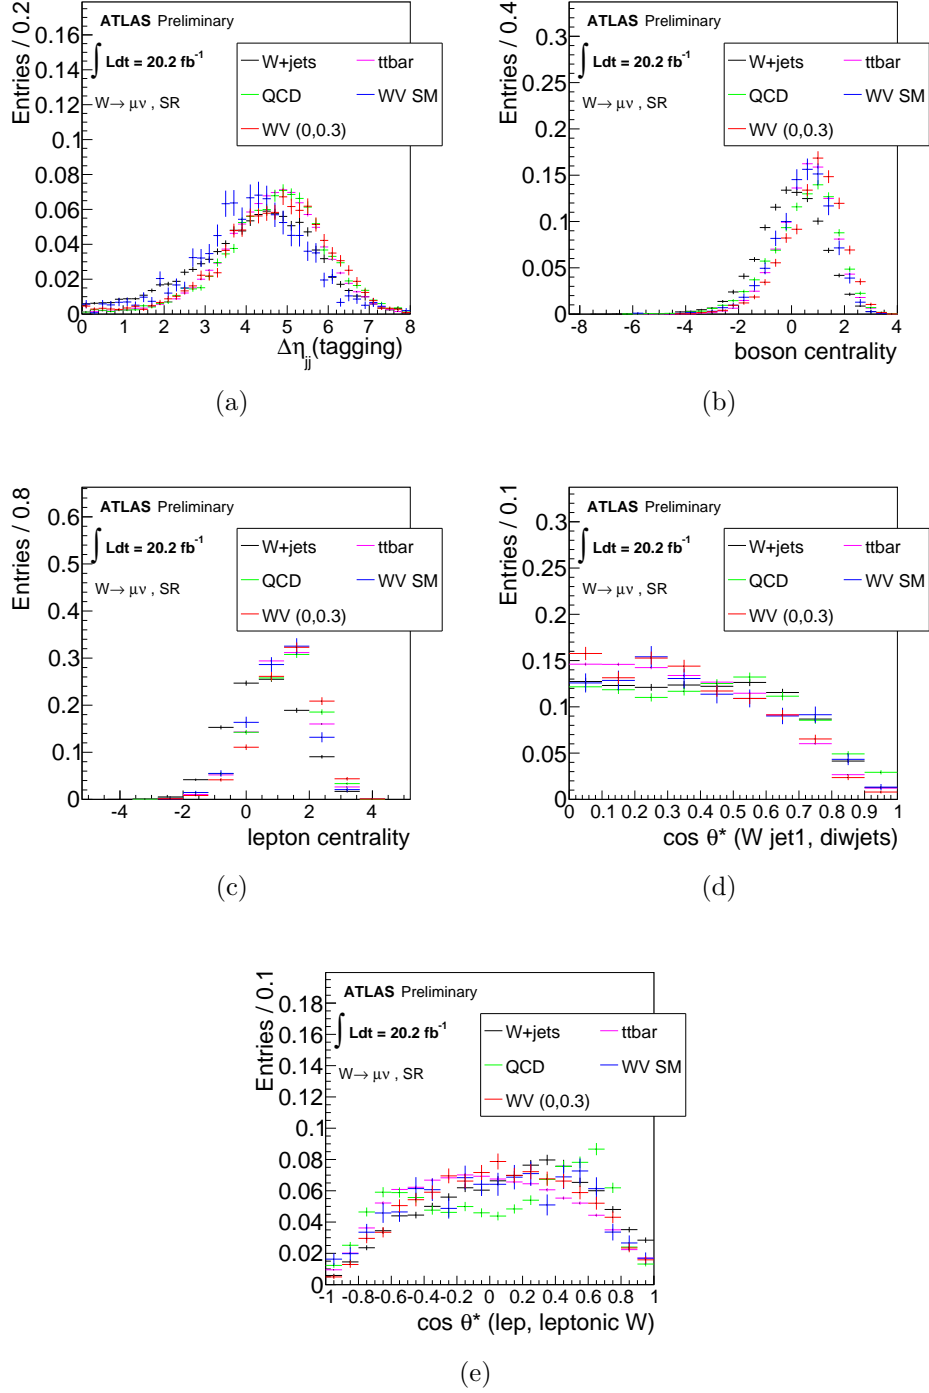 Entries / 0.2
ATLAS Preliminary
∫ Ldt = 20.2 fb⁻¹
W→ μν , SR
W+jets
ttbar
QCD
WV SM
WV (0,0.3)
0.16
0.14
0.12
0.1
0.08
0.06
0.04
0.02
0
0 1 2 3 4 5 6 7 8
Δη_jj(tagging)
(a)
Entries / 0.4
ATLAS Preliminary
∫ Ldt = 20.2 fb⁻¹
W→ μν , SR
W+jets
ttbar
QCD
WV SM
WV (0,0.3)
0.3
0.25
0.2
0.15
0.1
0.05
0
-8 -6 -4 -2 0 2 4
boson centrality
(b)
Entries / 0.8
ATLAS Preliminary
∫ Ldt = 20.2 fb⁻¹
W→ μν , SR
W+jets
ttbar
QCD
WV SM
WV (0,0.3)
0.6
0.5
0.4
0.3
0.2
0.1
0
-4 -2 0 2 4
lepton centrality
(c)
Entries / 0.1
ATLAS Preliminary
∫ Ldt = 20.2 fb⁻¹
W→ μν , SR
W+jets
ttbar
QCD
WV SM
WV (0,0.3)
0.3
0.25
0.2
0.15
0.1
0.05
0
0 0.1 0.2 0.3 0.4 0.5 0.6 0.7 0.8 0.9 1
cos θ* (W jet1, diwjets)
(d)
Entries / 0.1
ATLAS Preliminary
∫ Ldt = 20.2 fb⁻¹
W→ μν , SR
W+jets
ttbar
QCD
WV SM
WV (0,0.3)
0.18
0.16
0.14
0.12
0.1
0.08
0.06
0.04
0.02
0
-1 -0.8 -0.6 -0.4 -0.2 0 0.2 0.4 0.6 0.8 1
cos θ* (lep, leptonic W)
(e)